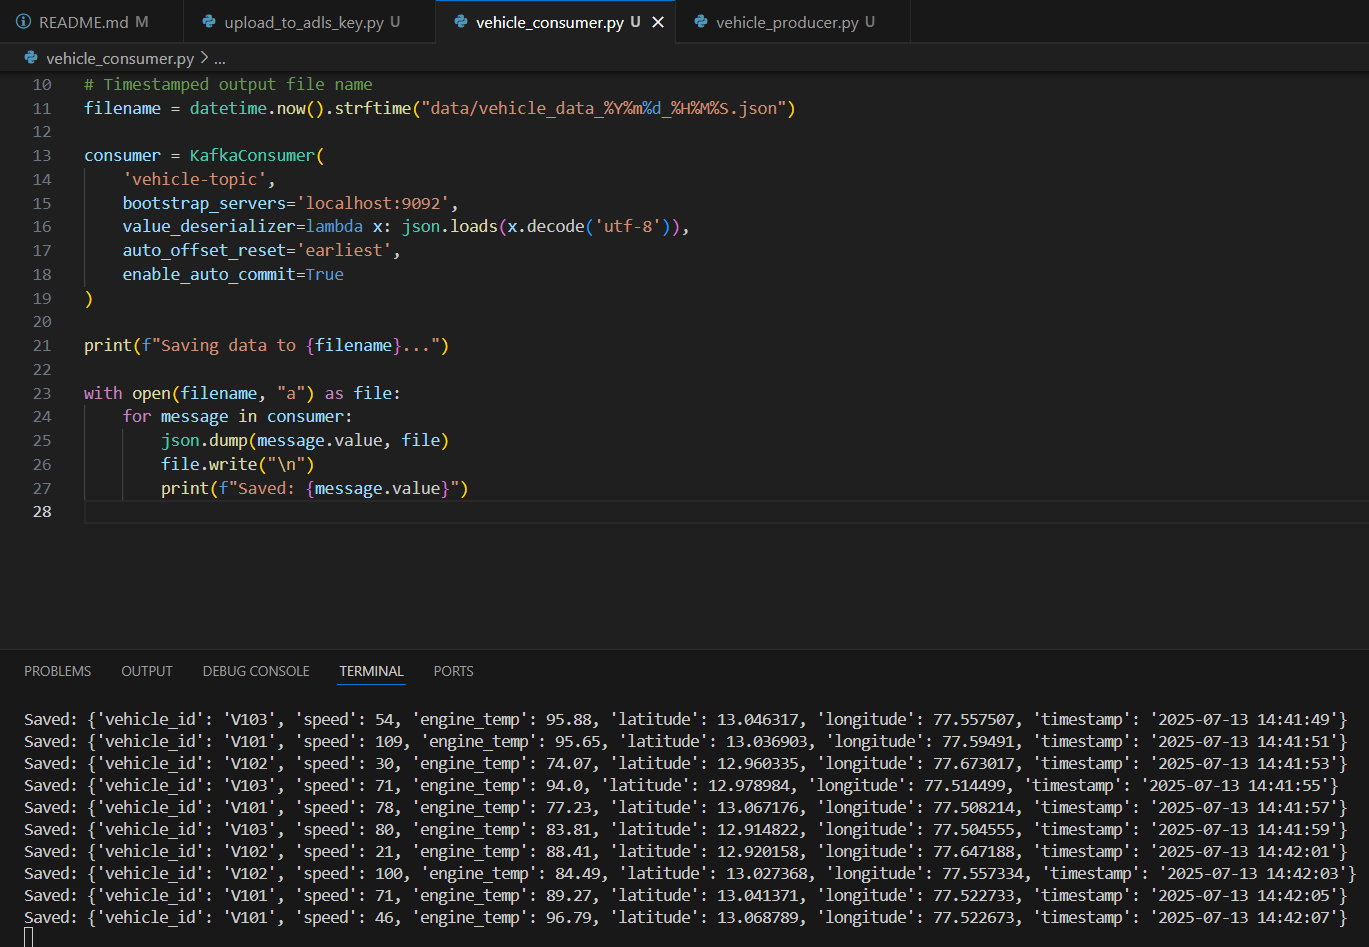 README.md M
upload_to_adls_key.py U
vehicle_consumer.py U
vehicle_producer.py U
vehicle_consumer.py > ...
10 # Timestamped output file name
11 filename = datetime.now().strftime("data/vehicle_data_%Y%m%d_%H%M%S.json")
12
13 consumer = KafkaConsumer(
14     'vehicle-topic',
15     bootstrap_servers='localhost:9092',
16     value_deserializer=lambda x: json.loads(x.decode('utf-8')),
17     auto_offset_reset='earliest',
18     enable_auto_commit=True
19 )
20
21 print(f"Saving data to {filename}...")
22
23 with open(filename, "a") as file:
24     for message in consumer:
25         json.dump(message.value, file)
26         file.write("\n")
27         print(f"Saved: {message.value}")
28
PROBLEMS OUTPUT DEBUG CONSOLE TERMINAL PORTS
Saved: {'vehicle_id': 'V103', 'speed': 54, 'engine_temp': 95.88, 'latitude': 13.046317, 'longitude': 77.557507, 'timestamp': '2025-07-13 14:41:49'}
Saved: {'vehicle_id': 'V101', 'speed': 109, 'engine_temp': 95.65, 'latitude': 13.036903, 'longitude': 77.59491, 'timestamp': '2025-07-13 14:41:51'}
Saved: {'vehicle_id': 'V102', 'speed': 30, 'engine_temp': 74.07, 'latitude': 12.960335, 'longitude': 77.673017, 'timestamp': '2025-07-13 14:41:53'}
Saved: {'vehicle_id': 'V103', 'speed': 71, 'engine_temp': 94.0, 'latitude': 12.978984, 'longitude': 77.514499, 'timestamp': '2025-07-13 14:41:55'}
Saved: {'vehicle_id': 'V101', 'speed': 78, 'engine_temp': 77.23, 'latitude': 13.067176, 'longitude': 77.508214, 'timestamp': '2025-07-13 14:41:57'}
Saved: {'vehicle_id': 'V103', 'speed': 80, 'engine_temp': 83.81, 'latitude': 12.914822, 'longitude': 77.504555, 'timestamp': '2025-07-13 14:41:59'}
Saved: {'vehicle_id': 'V102', 'speed': 21, 'engine_temp': 88.41, 'latitude': 12.920158, 'longitude': 77.647188, 'timestamp': '2025-07-13 14:42:01'}
Saved: {'vehicle_id': 'V102', 'speed': 100, 'engine_temp': 84.49, 'latitude': 13.027368, 'longitude': 77.557334, 'timestamp': '2025-07-13 14:42:03'}
Saved: {'vehicle_id': 'V101', 'speed': 71, 'engine_temp': 89.27, 'latitude': 13.041371, 'longitude': 77.522733, 'timestamp': '2025-07-13 14:42:05'}
Saved: {'vehicle_id': 'V101', 'speed': 46, 'engine_temp': 96.79, 'latitude': 13.068789, 'longitude': 77.522673, 'timestamp': '2025-07-13 14:42:07'}